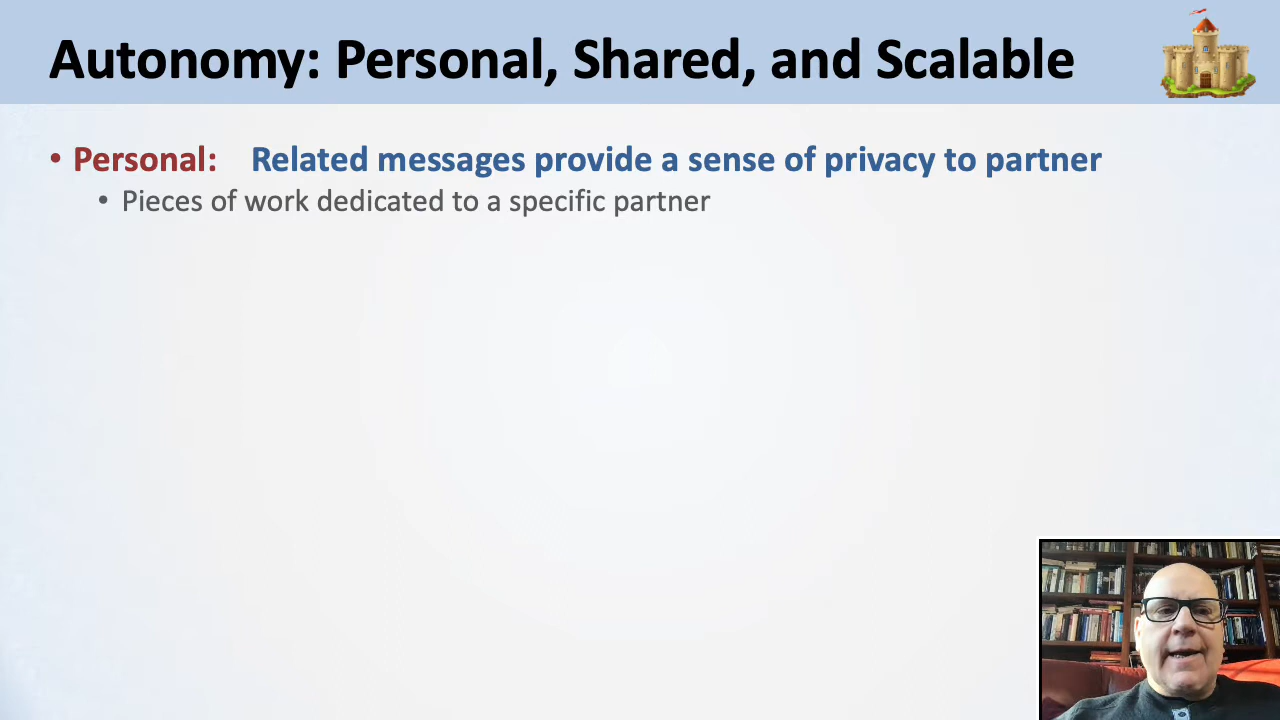 Autonomy: Personal, Shared, and Scalable
• Personal: Related messages provide a sense of privacy to partner
• Pieces of work dedicated to a specific partner